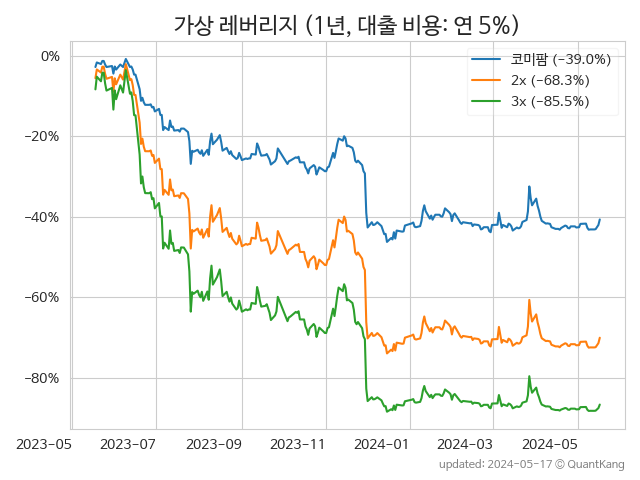 가상 레버리지 (1년, 대출 비용: 연 5%)
코미팜 (−39.0%)
2x (−68.3%)
3x (−85.5%)
0%
−20%
−40%
−60%
−80%
2023−05 2023−07 2023−09 2023−11 2024−01 2024−03 2024−05
updated: 2024−05−17 © QuantKang